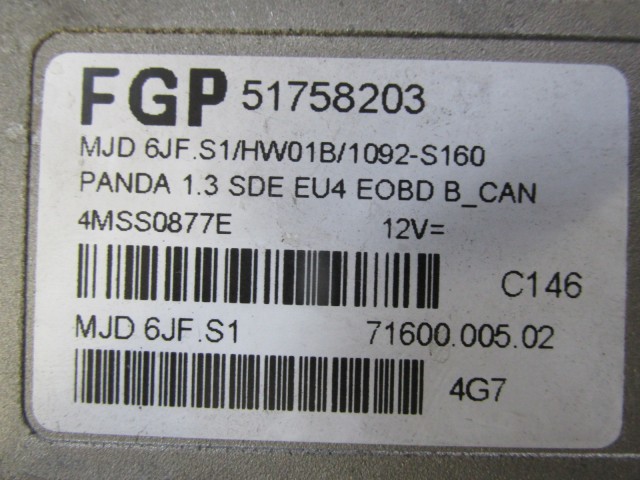 FGP 51758203
MJD 6JF.S1/HW01B/1092-S160
PANDA 1.3 SDE EU4 EOBD B_CAN
4MSS0877E 12V=
C146
MJD 6JF.S1 71600.005.02
4G7